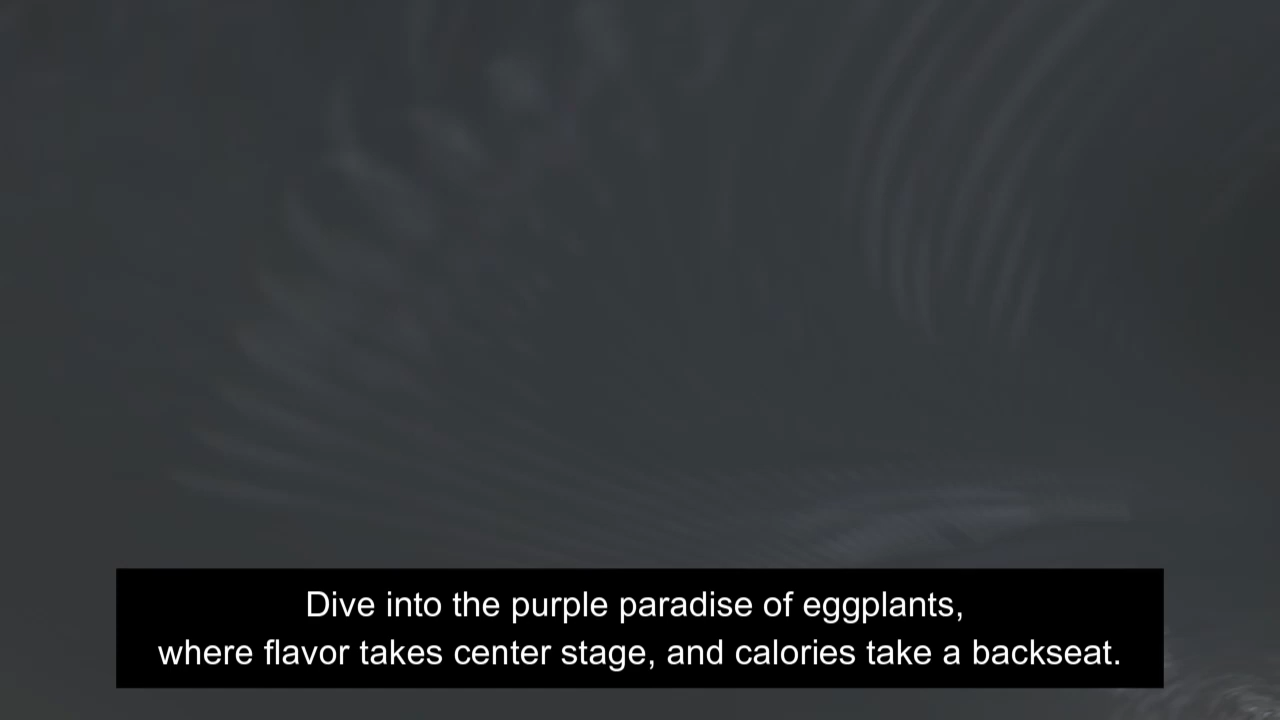 Dive into the purple paradise of eggplants,
where flavor takes center stage, and calories take a backseat.